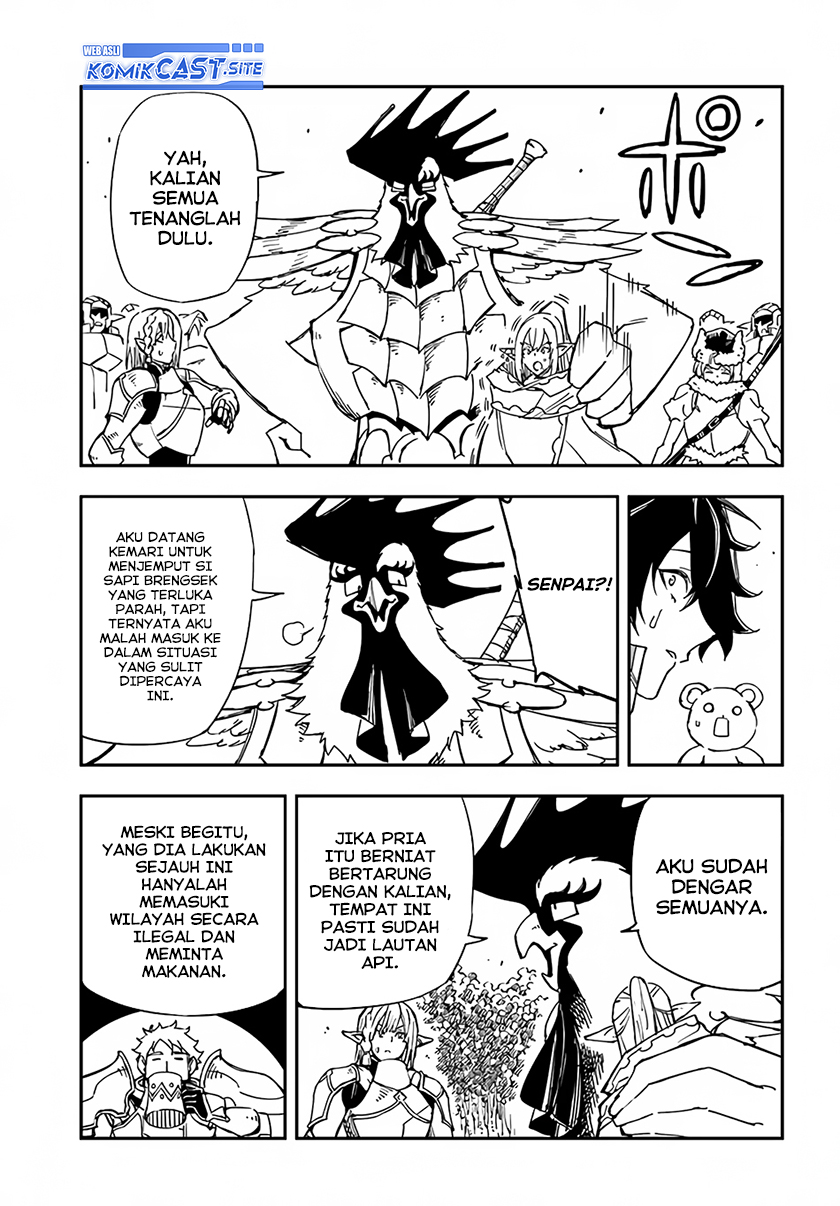 WEB ASLI
KOMIKCAST.SITE
ポ
YAH,
KALIAN
SEMUA
TENANGLAH
DULU.
SENPAI?!
AKU DATANG
KEMARI UNTUK
MENJEMPUT SI
SAPI BRENGSEK
YANG TERLUKA
PARAH, TAPI
TERNYATA AKU
MALAH MASUK KE
DALAM SITUASI
YANG SULIT
DIPERCAYA
INI.
AKU SUDAH
DENGAR
SEMUANYA.
JIKA PRIA
ITU BERNIAT
BERTARUNG
DENGAN KALIAN,
TEMPAT INI
PASTI SUDAH
JADI LAUTAN
API.
MESKI BEGITU,
YANG DIA LAKUKAN
SEJAUH INI
HANYALAH
MEMASUKI
WILAYAH SECARA
ILEGAL DAN
MEMINTA
MAKANAN.